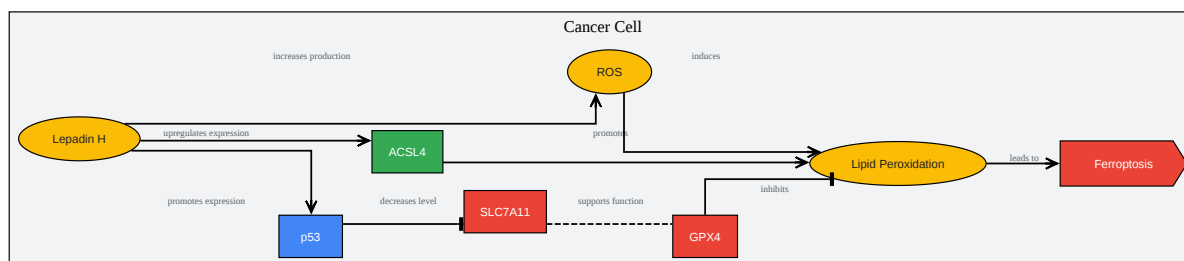 Cancer Cell
increases production
induces
ROS
Lepadin H
upregulates expression
promotes
ACSL4
Lipid Peroxidation
leads to
Ferroptosis
inhibits
promotes expression
decreases level
SLC7A11
supports function
p53
GPX4